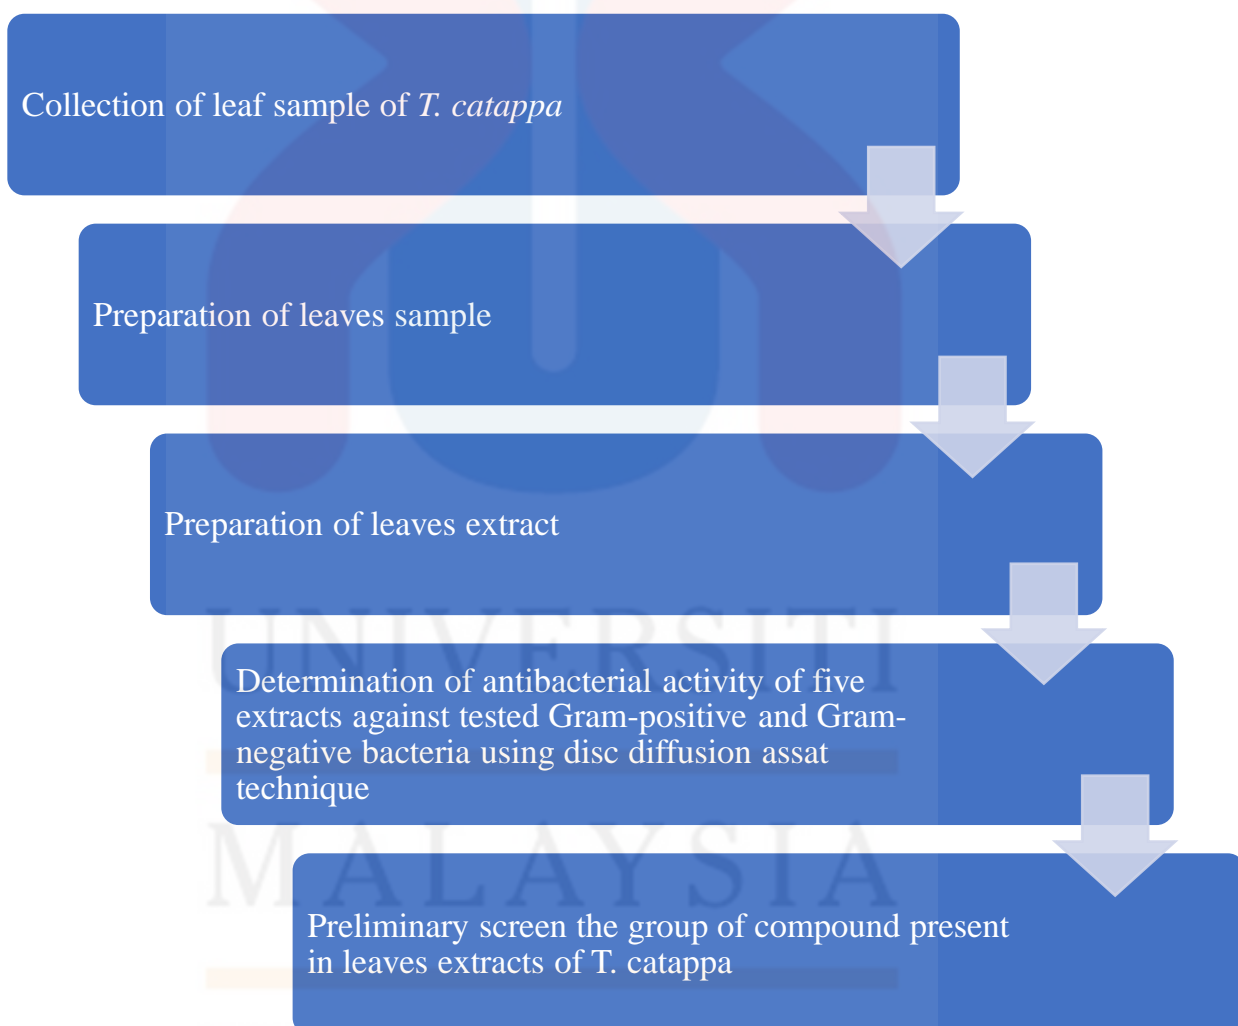 Collection of leaf sample of T. catappa
Preparation of leaves sample
Preparation of leaves extract
UNIVERSITI
Determination of antibacterial activity of five
extracts against tested Gram-positive and Gram-
negative bacteria using disc diffusion assat
technique
MALAYSIA
Preliminary screen the group of compound present
in leaves extracts of T. catappa